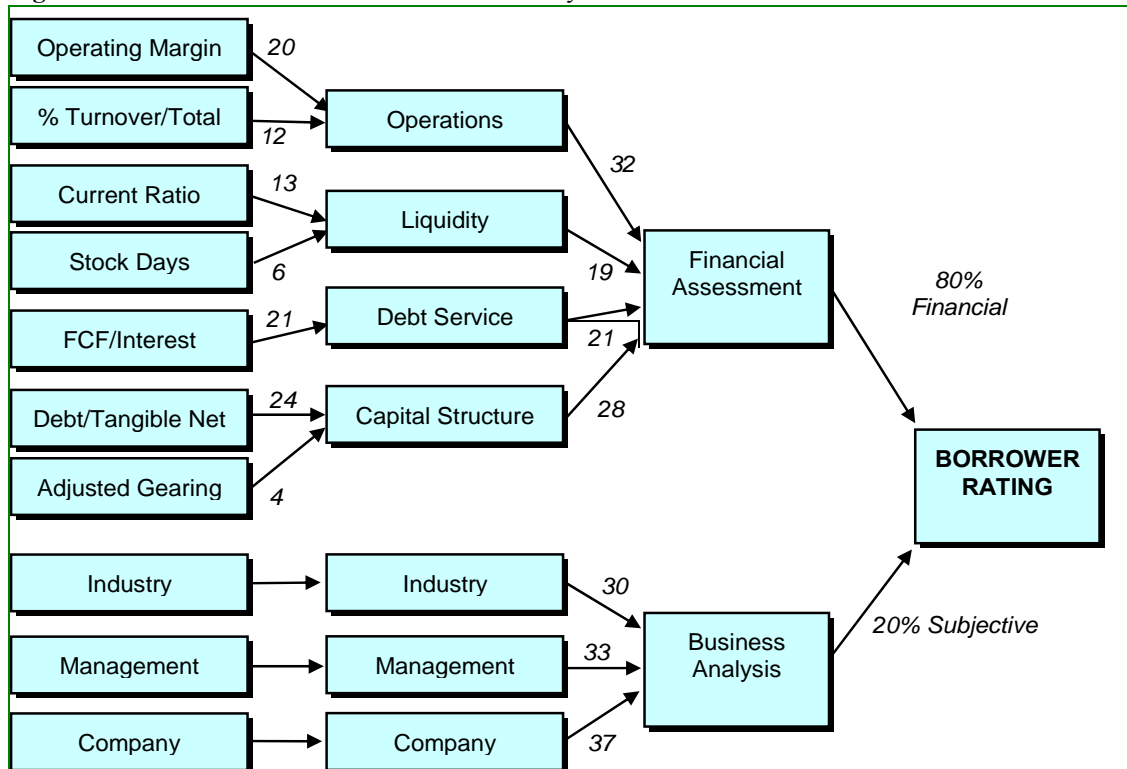 Operating Margin
20
% Turnover/Total
12
Operations
32
Current Ratio
13
Liquidity
Stock Days
6
19
Financial
Assessment
80%
Financial
FCF/Interest
21
Debt Service
21
Debt/Tangible Net
24
Capital Structure
28
Adjusted Gearing
4
BORROWER
RATING
Industry
Industry
30
Management
Management
33
Business
Analysis
20% Subjective
Company
Company
37